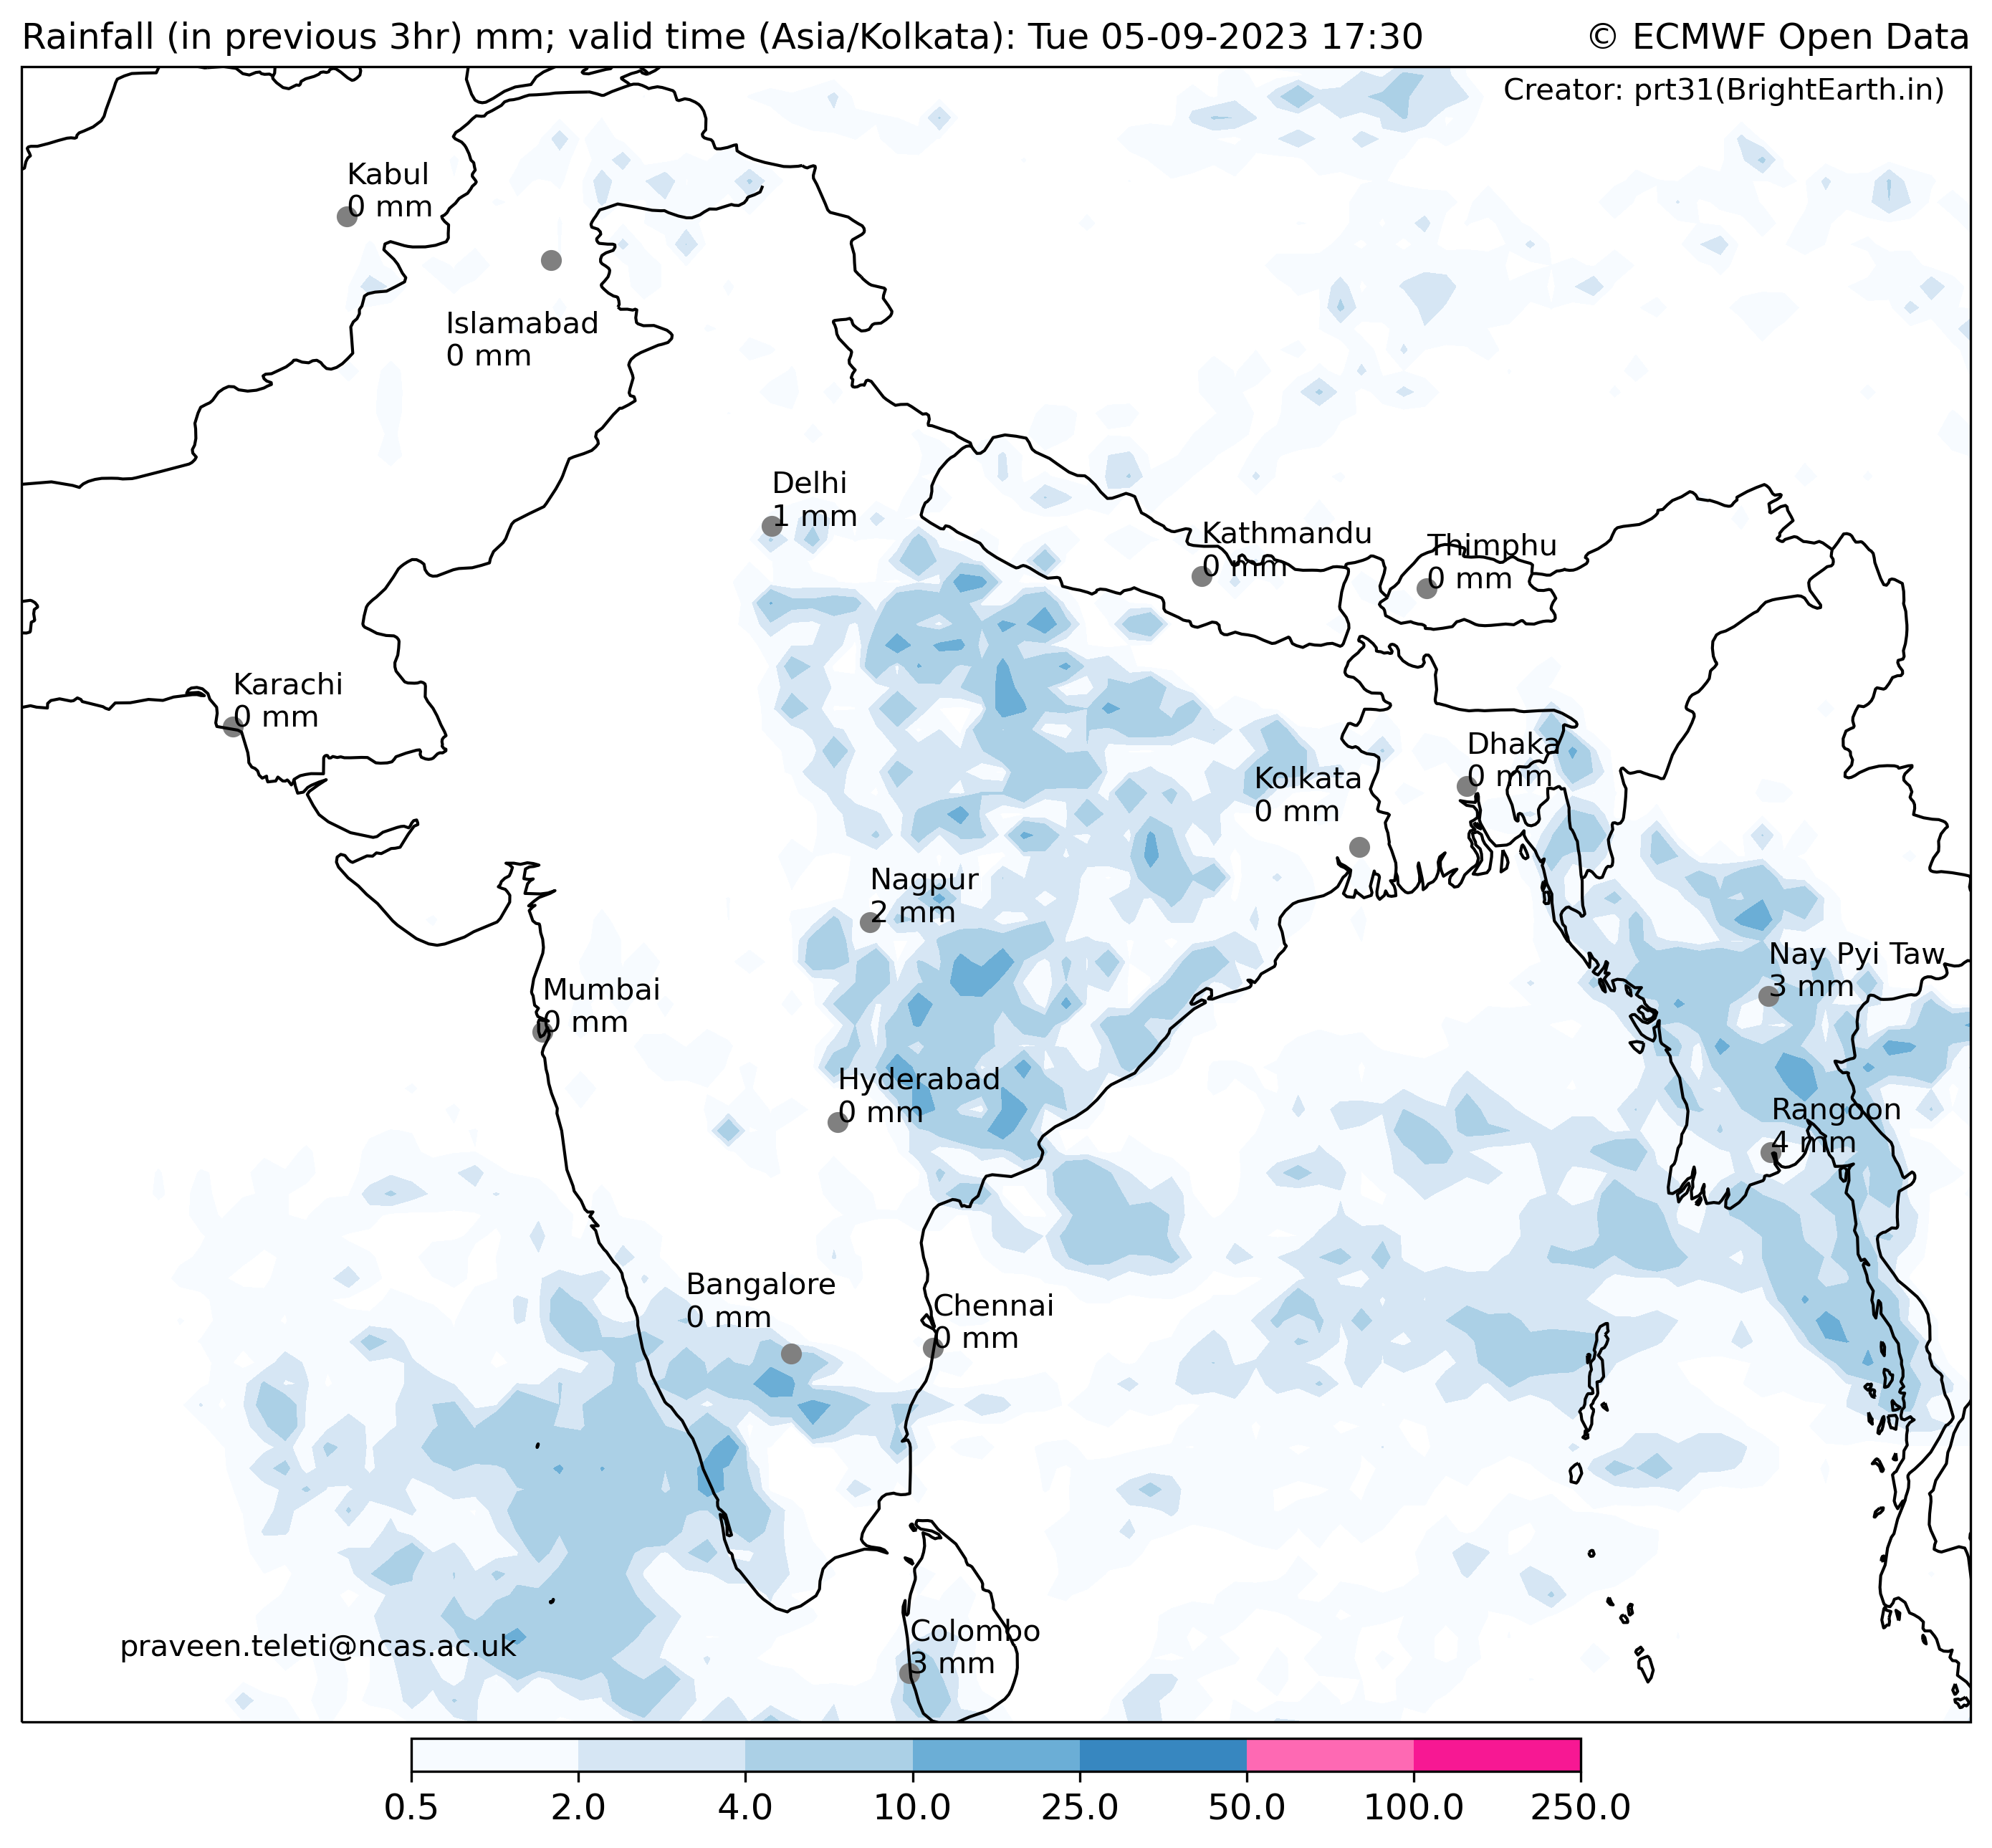 Rainfall (in previous 3hr) mm; valid time (Asia/Kolkata): Tue 05-09-2023 17:30
© ECMWF Open Data
Creator: prt31(BrightEarth.in)
Kabul
0 mm
Islamabad
0 mm
Delhi
1 mm
Kathmandu
0 mm
Thimphu
0 mm
Karachi
0 mm
Dhaka
0 mm
Kolkata
0 mm
Nagpur
2 mm
Nay Pyi Taw
3 mm
Mumbai
0 mm
Hyderabad
0 mm
Rangoon
4 mm
Bangalore
0 mm
Chennai
0 mm
Colombo
3 mm
praveen.teleti@ncas.ac.uk
0.5 2.0 4.0 10.0 25.0 50.0 100.0 250.0